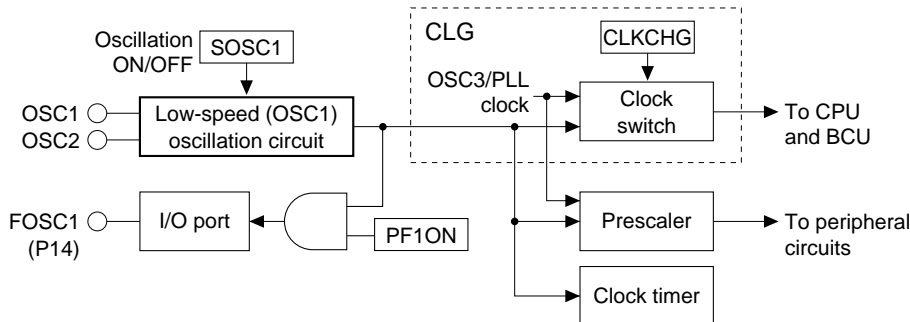 Oscillation
ON/OFF
SOSC1
CLG
CLKCHG
OSC3/PLL
clock
OSC1
OSC2
Low-speed (OSC1)
oscillation circuit
Clock
switch
To CPU
and BCU
FOSC1
(P14)
I/O port
PF1ON
Prescaler
To peripheral
circuits
Clock timer